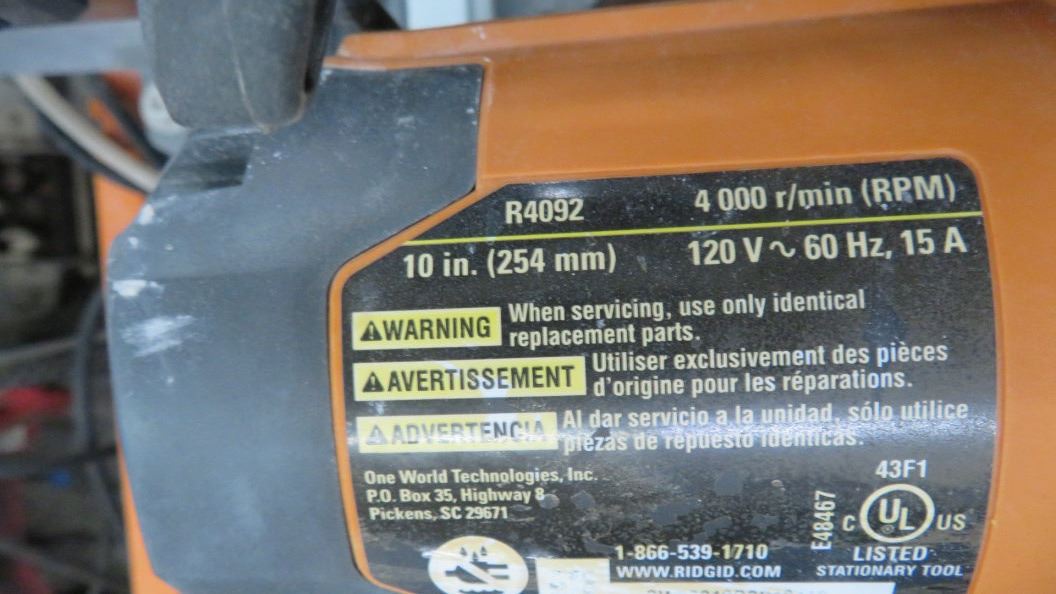 R4092 4 000 r/min (RPM)
10 in. (254 mm) 120 V ~ 60 Hz, 15 A
WARNING When servicing, use only identical
replacement parts.
AVERTISSEMENT Utiliser exclusivement des pièces
d'origine pour les réparations.
ADVERTENCIA Al dar servicio a la unidad, sólo utilice
piezas de repuesto idénticas.
One World Technologies, Inc.
P.O. Box 35, Highway 8
Pickens, SC 29671
43F1
E48467
C UL US
®
LISTED
STATIONARY TOOL
1-866-539-1710
WWW.RIDGID.COM